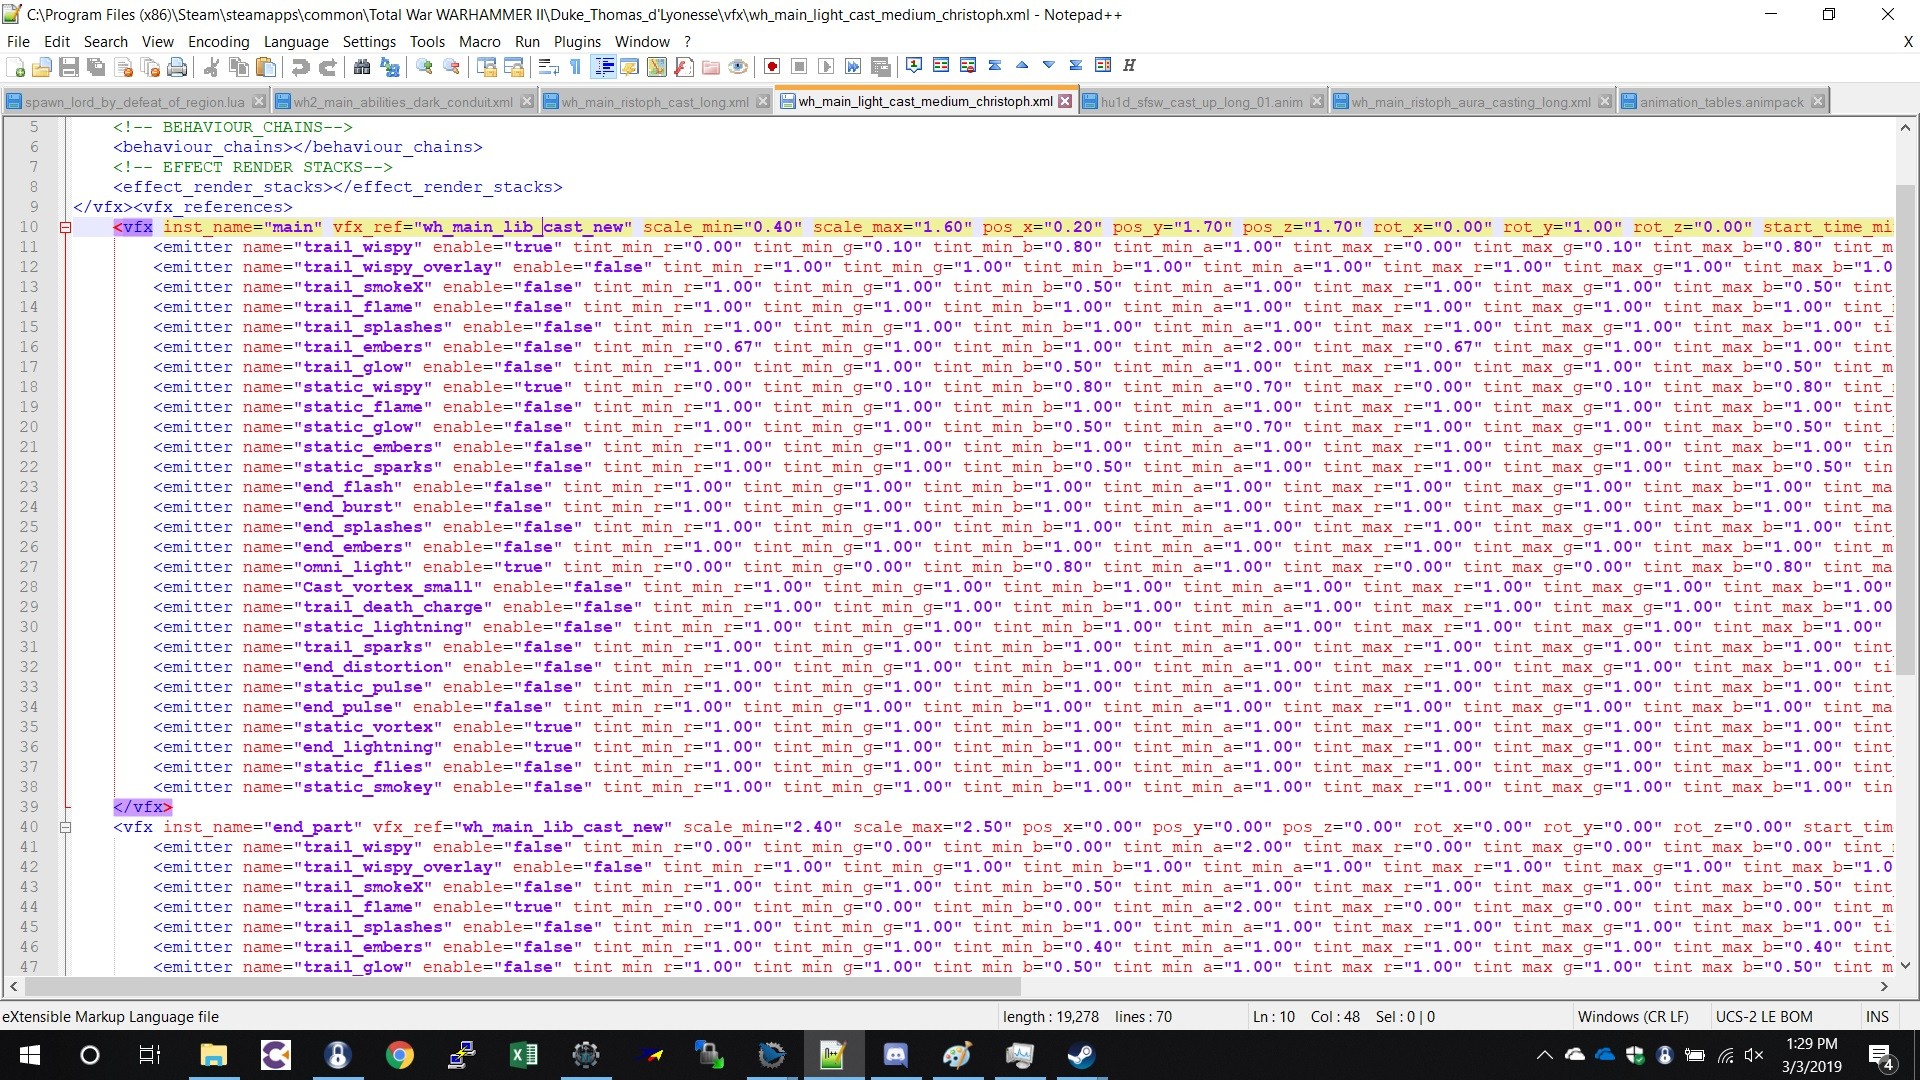 C:\Program Files (x86)\Steam\steamapps\common\Total War WARHAMMER II\Duke_Thomas_d'Lyonesse\vfx\wh_main_light_cast_medium_christoph.xml - Notepad++
File Edit Search View Encoding Language Settings Tools Macro Run Plugins Window ? X
spawn_lord_by_defeat_of_region.lua wh2_main_abilities_dark_conduit.xml wh_main_ristoph_cast_long.xml wh_main_light_cast_medium_christoph.xml hu1d_sfsw_cast_up_long_01.anim wh_main_ristoph_aura_casting_long.xml animation_tables.animpack
5 <!-- BEHAVIOUR_CHAINS-->
6 <behaviour_chains></behaviour_chains>
7 <!-- EFFECT RENDER STACKS-->
8 <effect_render_stacks></effect_render_stacks>
9 </vfx><vfx_references>
10 <vfx inst_name="main" vfx_ref="wh_main_lib_cast_new" scale_min="0.40" scale_max="1.60" pos_x="0.20" pos_y="1.70" pos_z="1.70" rot_x="0.00" rot_y="1.00" rot_z="0.00" start_time_mi
11 <emitter name="trail_wispy" enable="true" tint_min_r="0.00" tint_min_g="0.10" tint_min_b="0.80" tint_min_a="1.00" tint_max_r="0.00" tint_max_g="0.10" tint_max_b="0.80" tint_m
12 <emitter name="trail_wispy_overlay" enable="false" tint_min_r="1.00" tint_min_g="1.00" tint_min_b="1.00" tint_min_a="1.00" tint_max_r="1.00" tint_max_g="1.00" tint_max_b="1.0
13 <emitter name="trail_smokeX" enable="false" tint_min_r="1.00" tint_min_g="1.00" tint_min_b="0.50" tint_min_a="1.00" tint_max_r="1.00" tint_max_g="1.00" tint_max_b="0.50" tint
14 <emitter name="trail_flame" enable="false" tint_min_r="1.00" tint_min_g="1.00" tint_min_b="1.00" tint_min_a="1.00" tint_max_r="1.00" tint_max_g="1.00" tint_max_b="1.00" tint_
15 <emitter name="trail_splashes" enable="false" tint_min_r="1.00" tint_min_g="1.00" tint_min_b="1.00" tint_min_a="1.00" tint_max_r="1.00" tint_max_g="1.00" tint_max_b="1.00" ti
16 <emitter name="trail_embers" enable="false" tint_min_r="0.67" tint_min_g="1.00" tint_min_b="1.00" tint_min_a="2.00" tint_max_r="0.67" tint_max_g="1.00" tint_max_b="1.00" tint
17 <emitter name="trail_glow" enable="false" tint_min_r="1.00" tint_min_g="1.00" tint_min_b="0.50" tint_min_a="1.00" tint_max_r="1.00" tint_max_g="1.00" tint_max_b="0.50" tint_m
18 <emitter name="static_wispy" enable="true" tint_min_r="0.00" tint_min_g="0.10" tint_min_b="0.80" tint_min_a="0.70" tint_max_r="0.00" tint_max_g="0.10" tint_max_b="0.80" tint_
19 <emitter name="static_flame" enable="false" tint_min_r="1.00" tint_min_g="1.00" tint_min_b="1.00" tint_min_a="1.00" tint_max_r="1.00" tint_max_g="1.00" tint_max_b="1.00" tint
20 <emitter name="static_glow" enable="false" tint_min_r="1.00" tint_min_g="1.00" tint_min_b="0.50" tint_min_a="0.70" tint_max_r="1.00" tint_max_g="1.00" tint_max_b="0.50" tint_
21 <emitter name="static_embers" enable="false" tint_min_r="1.00" tint_min_g="1.00" tint_min_b="1.00" tint_min_a="1.00" tint_max_r="1.00" tint_max_g="1.00" tint_max_b="1.00" tin
22 <emitter name="static_sparks" enable="false" tint_min_r="1.00" tint_min_g="1.00" tint_min_b="0.50" tint_min_a="1.00" tint_max_r="1.00" tint_max_g="1.00" tint_max_b="0.50" tin
23 <emitter name="end_flash" enable="false" tint_min_r="1.00" tint_min_g="1.00" tint_min_b="1.00" tint_min_a="1.00" tint_max_r="1.00" tint_max_g="1.00" tint_max_b="1.00" tint_ma
24 <emitter name="end_burst" enable="false" tint_min_r="1.00" tint_min_g="1.00" tint_min_b="1.00" tint_min_a="1.00" tint_max_r="1.00" tint_max_g="1.00" tint_max_b="1.00" tint_ma
25 <emitter name="end_splashes" enable="false" tint_min_r="1.00" tint_min_g="1.00" tint_min_b="1.00" tint_min_a="1.00" tint_max_r="1.00" tint_max_g="1.00" tint_max_b="1.00" tint
26 <emitter name="end_embers" enable="false" tint_min_r="1.00" tint_min_g="1.00" tint_min_b="1.00" tint_min_a="1.00" tint_max_r="1.00" tint_max_g="1.00" tint_max_b="1.00" tint_m
27 <emitter name="omni_light" enable="true" tint_min_r="0.00" tint_min_g="0.00" tint_min_b="0.80" tint_min_a="1.00" tint_max_r="0.00" tint_max_g="0.00" tint_max_b="0.80" tint_ma
28 <emitter name="Cast_vortex_small" enable="false" tint_min_r="1.00" tint_min_g="1.00" tint_min_b="1.00" tint_min_a="1.00" tint_max_r="1.00" tint_max_g="1.00" tint_max_b="1.00"
29 <emitter name="trail_death_charge" enable="false" tint_min_r="1.00" tint_min_g="1.00" tint_min_b="1.00" tint_min_a="1.00" tint_max_r="1.00" tint_max_g="1.00" tint_max_b="1.00
30 <emitter name="static_lightning" enable="false" tint_min_r="1.00" tint_min_g="1.00" tint_min_b="1.00" tint_min_a="1.00" tint_max_r="1.00" tint_max_g="1.00" tint_max_b="1.00"
31 <emitter name="trail_sparks" enable="false" tint_min_r="1.00" tint_min_g="1.00" tint_min_b="1.00" tint_min_a="1.00" tint_max_r="1.00" tint_max_g="1.00" tint_max_b="1.00" tint
32 <emitter name="end_distortion" enable="false" tint_min_r="1.00" tint_min_g="1.00" tint_min_b="1.00" tint_min_a="1.00" tint_max_r="1.00" tint_max_g="1.00" tint_max_b="1.00" ti
33 <emitter name="static_pulse" enable="false" tint_min_r="1.00" tint_min_g="1.00" tint_min_b="1.00" tint_min_a="1.00" tint_max_r="1.00" tint_max_g="1.00" tint_max_b="1.00" tint
34 <emitter name="end_pulse" enable="false" tint_min_r="1.00" tint_min_g="1.00" tint_min_b="1.00" tint_min_a="1.00" tint_max_r="1.00" tint_max_g="1.00" tint_max_b="1.00" tint_ma
35 <emitter name="static_vortex" enable="true" tint_min_r="1.00" tint_min_g="1.00" tint_min_b="1.00" tint_min_a="1.00" tint_max_r="1.00" tint_max_g="1.00" tint_max_b="1.00" tint
36 <emitter name="end_lightning" enable="true" tint_min_r="1.00" tint_min_g="1.00" tint_min_b="1.00" tint_min_a="1.00" tint_max_r="1.00" tint_max_g="1.00" tint_max_b="1.00" tint
37 <emitter name="static_flies" enable="false" tint_min_r="1.00" tint_min_g="1.00" tint_min_b="1.00" tint_min_a="1.00" tint_max_r="1.00" tint_max_g="1.00" tint_max_b="1.00" tint
38 <emitter name="static_smokey" enable="false" tint_min_r="1.00" tint_min_g="1.00" tint_min_b="1.00" tint_min_a="1.00" tint_max_r="1.00" tint_max_g="1.00" tint_max_b="1.00" tin
39 </vfx>
40 <vfx inst_name="end_part" vfx_ref="wh_main_lib_cast_new" scale_min="2.40" scale_max="2.50" pos_x="0.00" pos_y="0.00" pos_z="0.00" rot_x="0.00" rot_y="0.00" rot_z="0.00" start_tim
41 <emitter name="trail_wispy" enable="false" tint_min_r="0.00" tint_min_g="0.00" tint_min_b="0.00" tint_min_a="2.00" tint_max_r="0.00" tint_max_g="0.00" tint_max_b="0.00" tint_
42 <emitter name="trail_wispy_overlay" enable="false" tint_min_r="1.00" tint_min_g="1.00" tint_min_b="1.00" tint_min_a="1.00" tint_max_r="1.00" tint_max_g="1.00" tint_max_b="1.0
43 <emitter name="trail_smokeX" enable="false" tint_min_r="1.00" tint_min_g="1.00" tint_min_b="0.50" tint_min_a="1.00" tint_max_r="1.00" tint_max_g="1.00" tint_max_b="0.50" tint
44 <emitter name="trail_flame" enable="true" tint_min_r="0.00" tint_min_g="0.00" tint_min_b="0.00" tint_min_a="2.00" tint_max_r="0.00" tint_max_g="0.00" tint_max_b="0.00" tint_m
45 <emitter name="trail_splashes" enable="false" tint_min_r="1.00" tint_min_g="1.00" tint_min_b="1.00" tint_min_a="1.00" tint_max_r="1.00" tint_max_g="1.00" tint_max_b="1.00" ti
46 <emitter name="trail_embers" enable="false" tint_min_r="1.00" tint_min_g="1.00" tint_min_b="0.40" tint_min_a="1.00" tint_max_r="1.00" tint_max_g="1.00" tint_max_b="0.40" tint
47 <emitter name="trail_glow" enable="false" tint_min_r="1.00" tint_min_g="1.00" tint_min_b="0.50" tint_min_a="1.00" tint_max_r="1.00" tint_max_g="1.00" tint_max_b="0.50" tint_m
eXtensible Markup Language file length : 19,278 lines : 70 Ln : 10 Col : 48 Sel : 0 | 0 Windows (CR LF) UCS-2 LE BOM INS
1:29 PM
3/3/2019
4